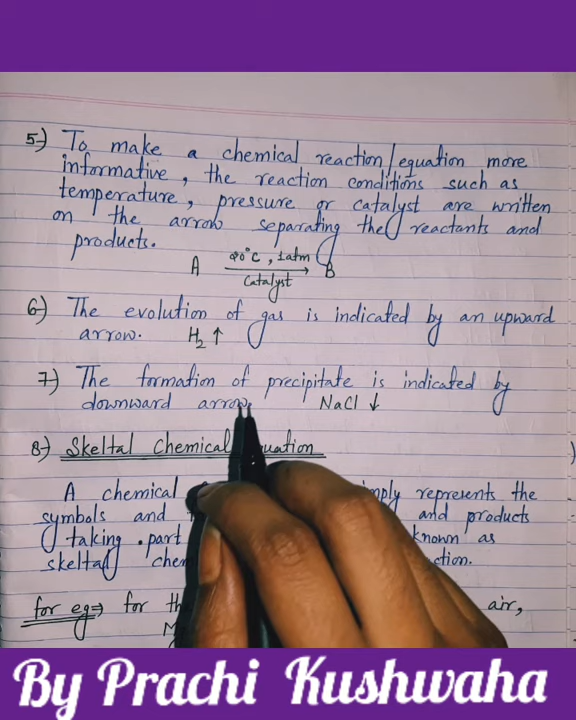 5) To make a chemical reaction/equation more
informative, the reaction conditions such as
temperature, pressure or catalyst are written
on the arrow separating the reactants and
products.
A 90°C, 1atm B
Catalyst
6) The evolution of gas is indicated by an upward
arrow. H₂ ↑
7) The formation of precipitate is indicated by
downward arrow. NaCl ↓
8) Skeltal Chemical
A chemical represents the
symbols and and products
taking part known as
skeltal
for eg⇒ for air,
By Prachi Kushwaha